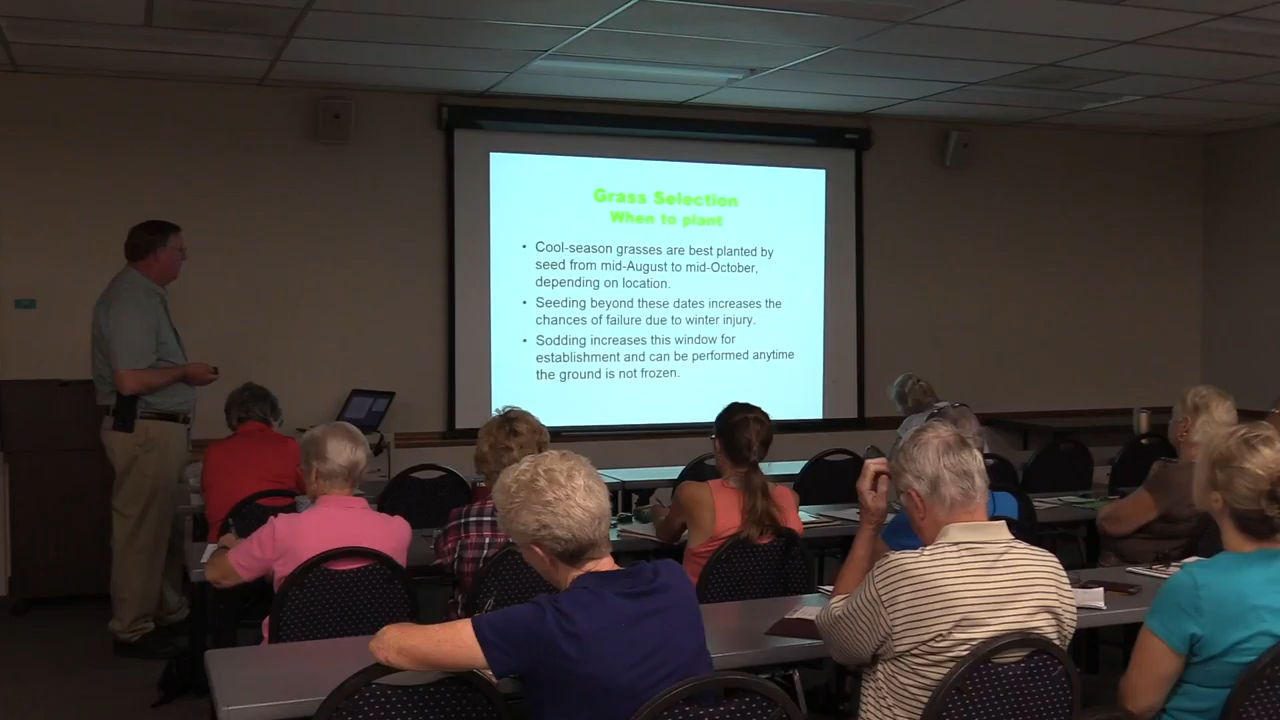 Grass Selection
When to plant
• Cool-season grasses are best planted by
seed from mid-August to mid-October,
depending on location.
• Seeding beyond these dates increases the
chances of failure due to winter injury.
• Sodding increases this window for
establishment and can be performed anytime
the ground is not frozen.